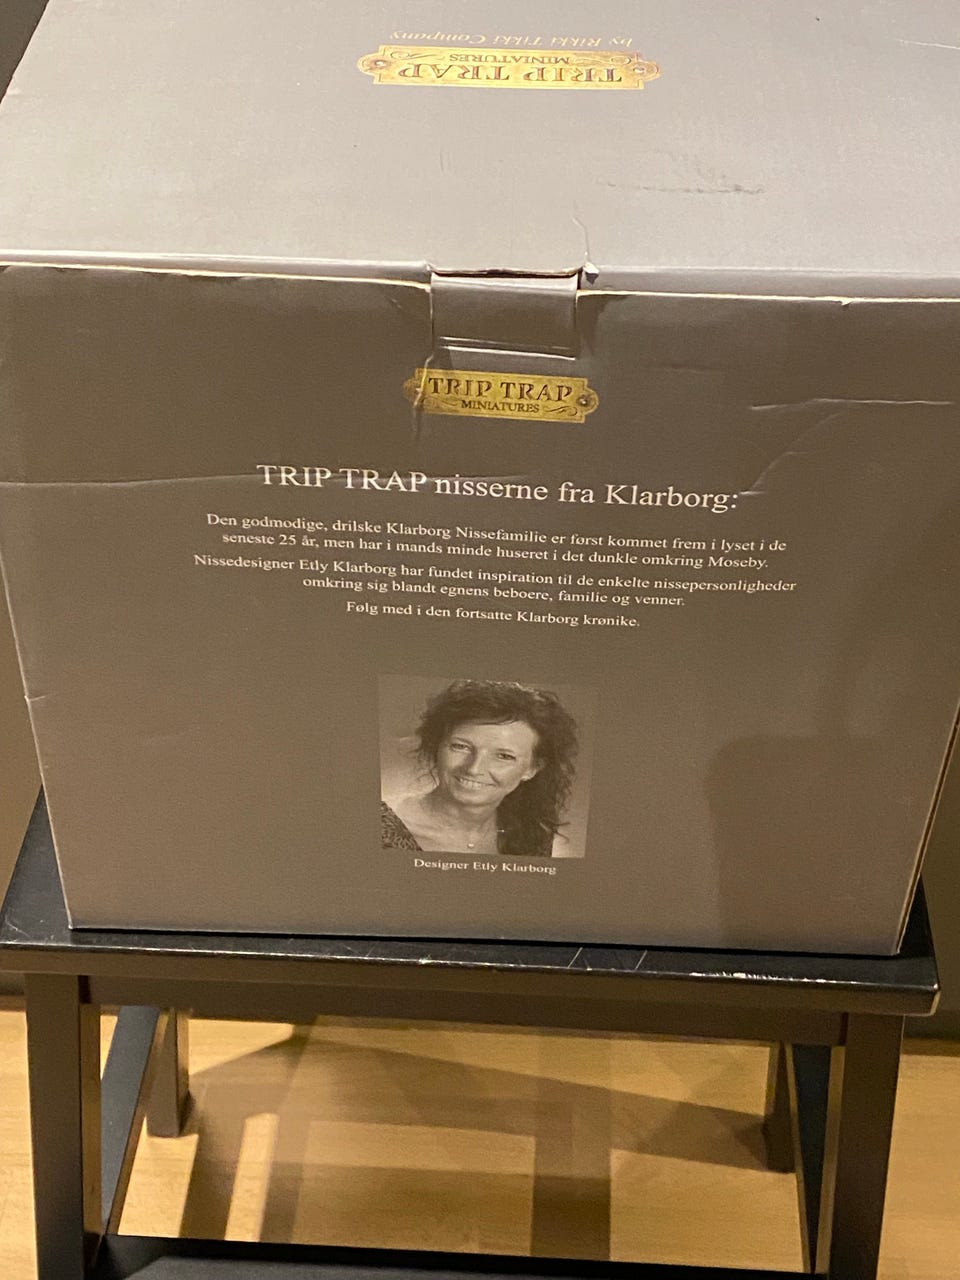 by Rikki Tikki Company
TRIP TRAP
MINIATURES
TRIP TRAP
MINIATURES
TRIP TRAP nisserne fra Klarborg:
Den godmodige, drilske Klarborg Nissefamilie er først kommet frem i lyset i de
seneste 25 år, men har i mands minde huseret i det dunkle omkring Moseby.
Nissedesigner Etly Klarborg har fundet inspiration til de enkelte nissepersonligheder
omkring sig blandt egnens beboere, familie og venner.
Følg med i den fortsatte Klarborg krønike.
Designer Etly Klarborg